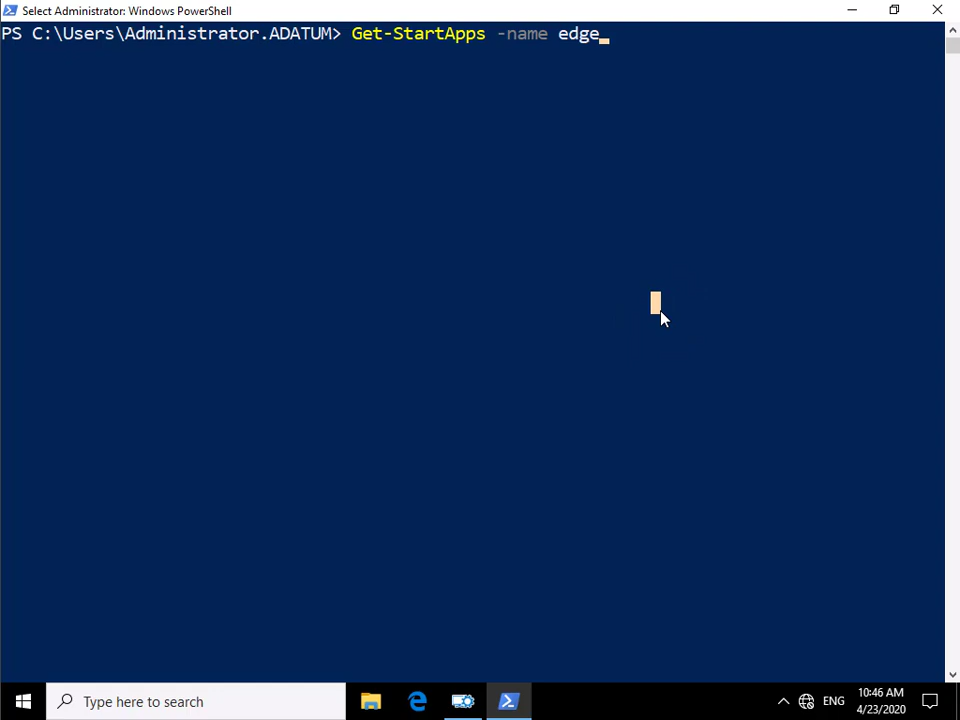 Select Administrator: Windows PowerShell
PS C:\Users\Administrator.ADATUM> Get-StartApps -name edge_
Type here to search
ENG
10:46 AM
4/23/2020